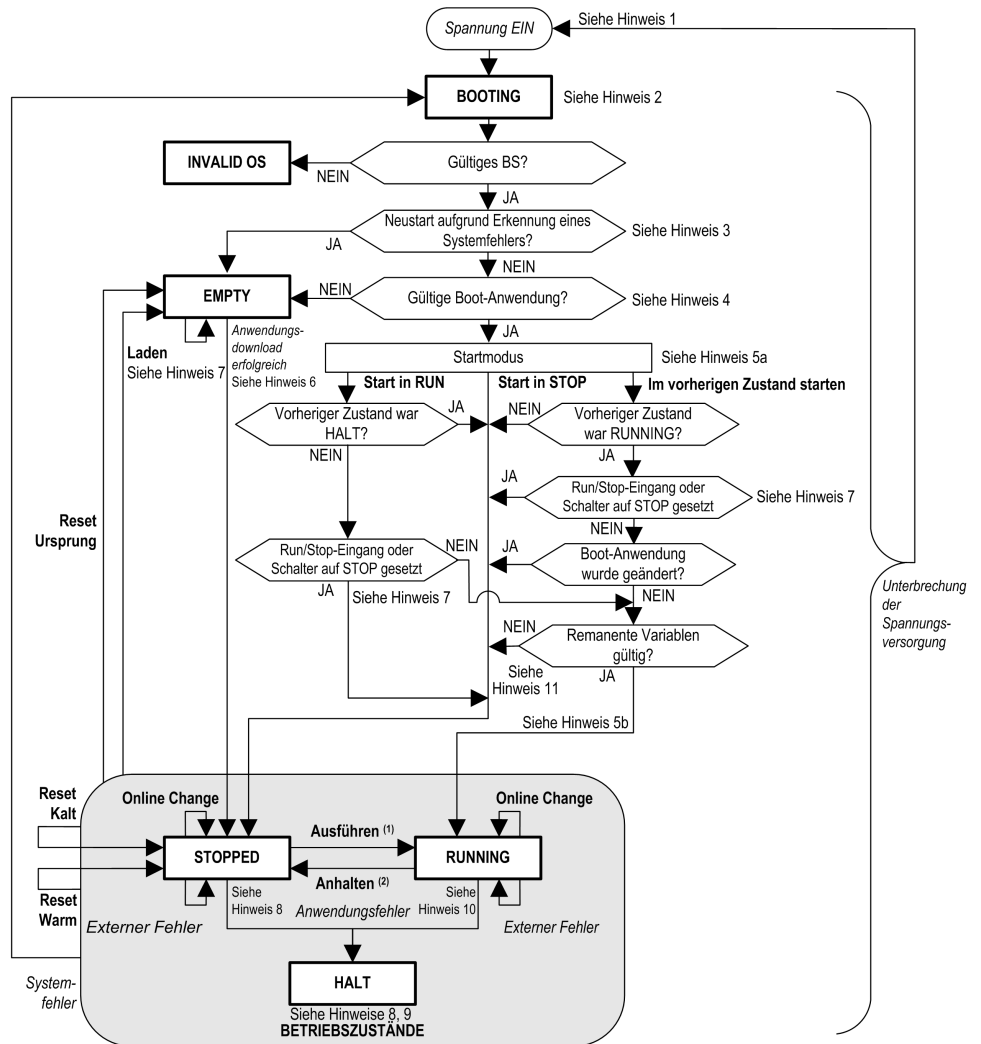 Spannung EIN
Siehe Hinweis 1
BOOTING
Siehe Hinweis 2
INVALID OS
NEIN
Gültiges BS?
JA
Neustart aufgrund Erkennung eines
Systemfehlers?
Siehe Hinweis 3
JA
NEIN
EMPTY
NEIN
Gültige Boot-Anwendung?
Siehe Hinweis 4
JA
Laden
Siehe Hinweis 7
Anwendungs-
download
erfolgreich
Siehe Hinweis 6
Startmodus
Siehe Hinweis 5a
Start in RUN
Start in STOP
Im vorherigen Zustand starten
Vorheriger Zustand war
HALT?
JA
NEIN
NEIN
Vorheriger Zustand
war RUNNING?
JA
JA
Run/Stop-Eingang oder
Schalter auf STOP gesetzt
Siehe Hinweis 7
NEIN
Reset
Ursprung
Run/Stop-Eingang oder
Schalter auf STOP gesetzt
NEIN
JA
Siehe Hinweis 7
JA
Boot-Anwendung
wurde geändert?
NEIN
Unterbrechung
der
Spannungs-
versorgung
NEIN
Remanente Variablen
gültig?
JA
Siehe
Hinweis 11
Siehe Hinweis 5b
Reset
Kalt
Online Change
Online Change
STOPPED
Ausführen (1)
RUNNING
Anhalten (2)
Reset
Warm
Siehe
Hinweis 8
Anwendungsfehler
Siehe
Hinweis 10
Externer Fehler
Externer Fehler
System-
fehler
HALT
Siehe Hinweise 8, 9
BETRIEBSZUSTÄNDE